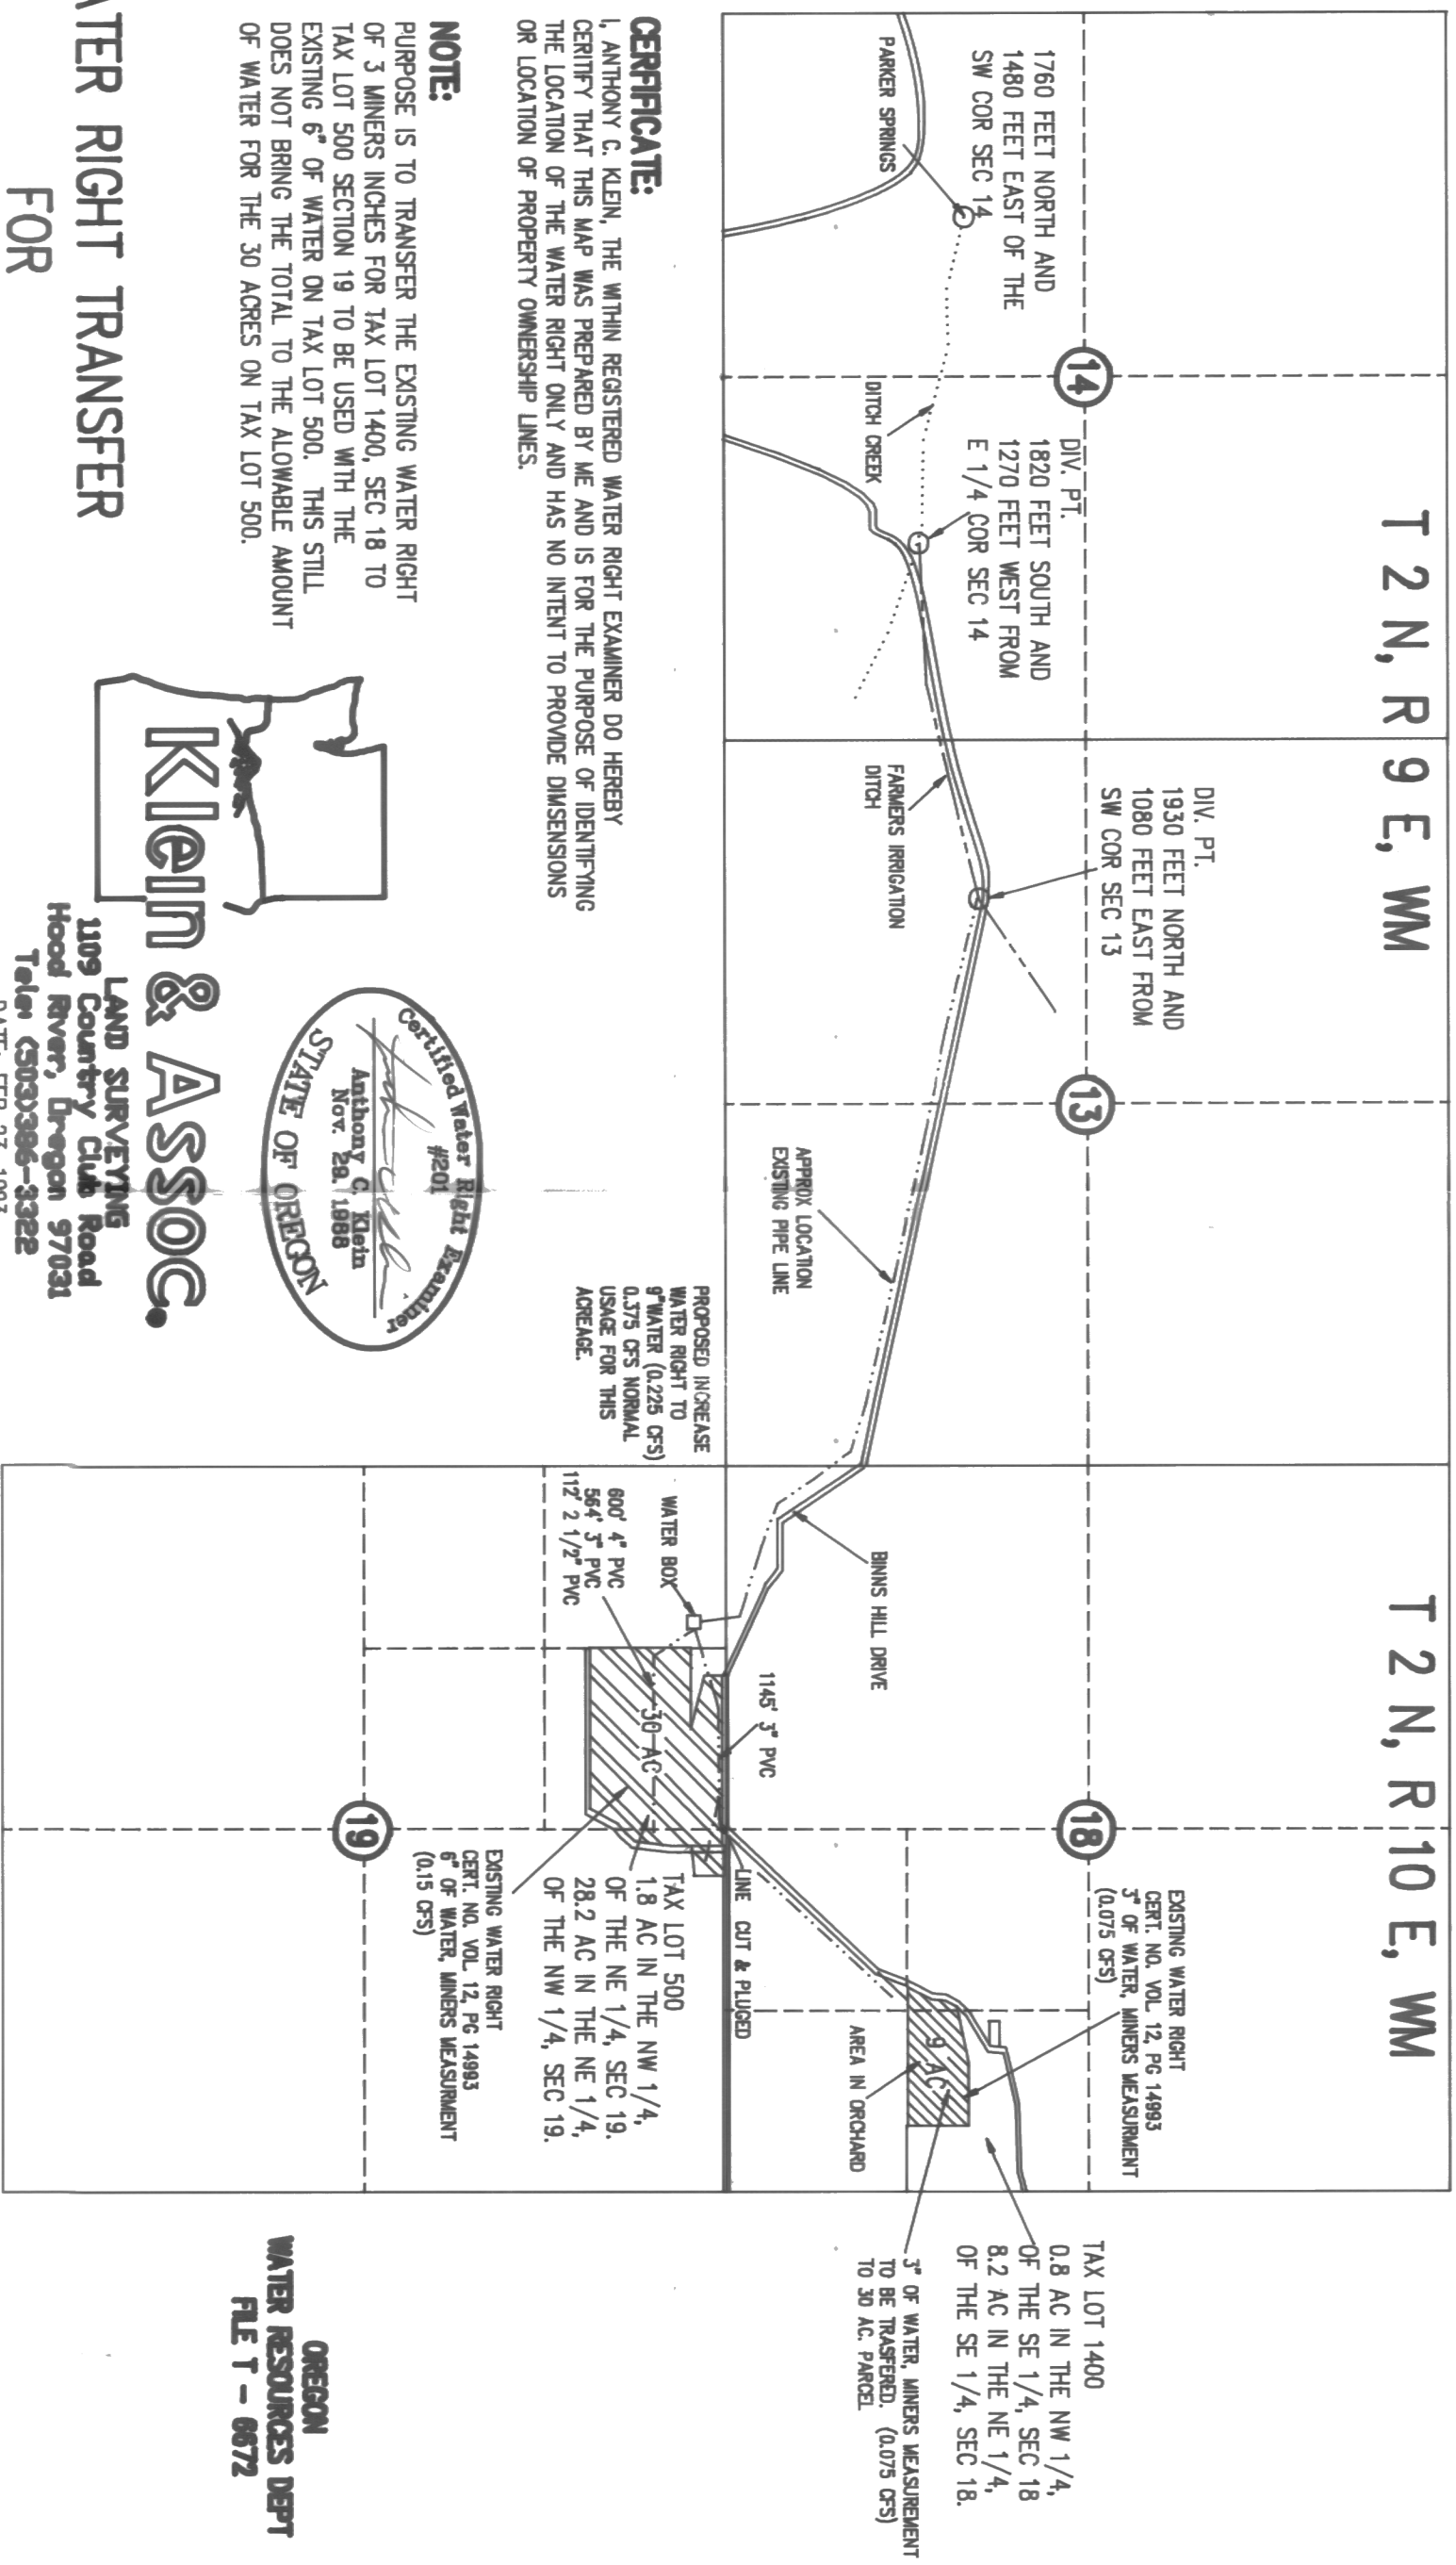 T 2 N, R 9 E, WM
T 2 N, R 10 E, WM
1760 FEET NORTH AND
1480 FEET EAST OF THE
SW COR SEC 14
PARKER SPRINGS
14
DITCH CREEK
DIV. PT.
1820 FEET SOUTH AND
1270 FEET WEST FROM
E 1/4 COR SEC 14
DIV. PT.
1930 FEET NORTH AND
1080 FEET EAST FROM
SW COR SEC 13
FARMERS IRRIGATION
DITCH
13
APPROX LOCATION
EXISTING PIPE LINE
BINNS HILL DRIVE
18
EXISTING WATER RIGHT
CERT. NO. VOL 12, PG 14993
3" OF WATER, MINERS MEASURMENT
(0.075 CFS)
9 AC
AREA IN ORCHARD
TAX LOT 1400
0.8 AC IN THE NW 1/4,
OF THE SE 1/4, SEC 18
8.2 AC IN THE NE 1/4,
OF THE SE 1/4, SEC 18.
3" OF WATER, MINERS MEASUREMENT
TO BE TRASFERED. (0.075 CFS)
TO 30 AC. PARCEL
1145' 3" PVC
LINE CUT & PLUGED
PROPOSED INCREASE
WATER RIGHT TO
9"WATER (0.225 CFS)
0.375 CFS NORMAL
USAGE FOR THIS
ACREAGE.
WATER BOX
600' 4" PVC
564' 3" PVC
112' 2 1/2" PVC
30 AC
TAX LOT 500
1.8 AC IN THE NW 1/4,
OF THE NE 1/4, SEC 19.
28.2 AC IN THE NE 1/4,
OF THE NW 1/4, SEC 19.
EXISTING WATER RIGHT
CERT. NO. VOL. 12, PG 14993
6" OF WATER, MINERS MEASURMENT
(0.15 CFS)
19
CERFIFICATE:
I, ANTHONY C. KLEIN, THE WITHIN REGISTERED WATER RIGHT EXAMINER DO HEREBY
CERITIFY THAT THIS MAP WAS PREPARED BY ME AND IS FOR THE PURPOSE OF IDENTIFYING
THE LOCATION OF THE WATER RIGHT ONLY AND HAS NO INTENT TO PROVIDE DIMSENSIONS
OR LOCATION OF PROPERTY OWNERSHIP LINES.
NOTE:
PURPOSE IS TO TRANSFER THE EXISTING WATER RIGHT
OF 3 MINERS INCHES FOR TAX LOT 1400, SEC 18 TO
TAX LOT 500 SECTION 19 TO BE USED WITH THE
EXISTING 6" OF WATER ON TAX LOT 500. THIS STILL
DOES NOT BRING THE TOTAL TO THE ALOWABLE AMOUNT
OF WATER FOR THE 30 ACRES ON TAX LOT 500.
Certified Water Right Examiner
#201
Anthony C. Klein
Nov. 28. 1988
STATE OF OREGON
ATER RIGHT TRANSFER
FOR
Klein & Assoc.
LAND SURVEYING
1109 Country Club Road
Hood River, Oregon 97031
Tele: (503)386-3322
DATE: FEB 23, 1993
OREGON
WATER RESOURCES DEPT
FILE T - 6672